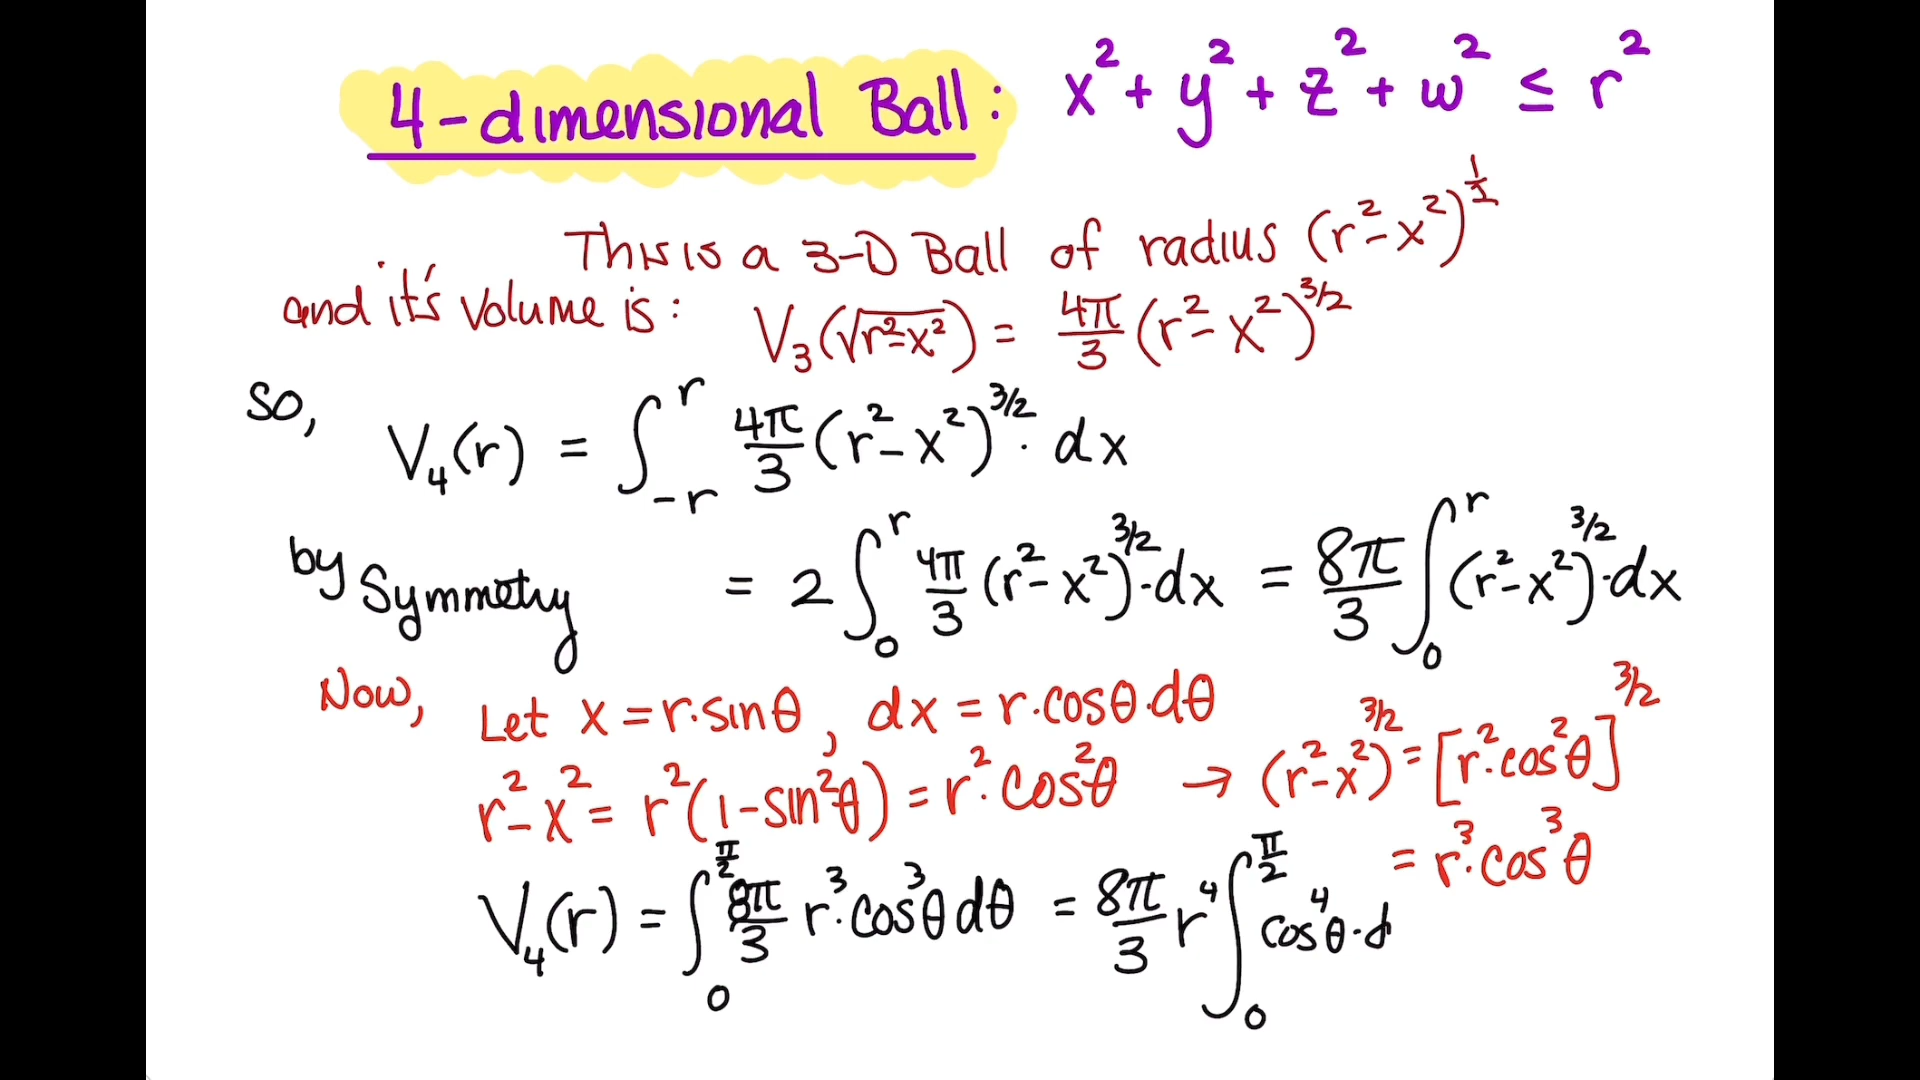 4-dimensional Ball: x² + y² + z² + w² ≤ r²
This is a 3-D Ball of radius (r² - x²)^½
and it's volume is: V₃(√(r²-x²)) = 4π/3 (r² - x²)^3/2
so,
V₄(r) = ∫_{-r}^{r} 4π/3 (r² - x²)^3/2 · dx
by Symmetry = 2 ∫_0^r 4π/3 (r² - x²)^3/2 · dx = 8π/3 ∫_0^r (r² - x²)^3/2 · dx
Now, Let x = r·sinθ, dx = r·cosθ·dθ
r² - x² = r²(1 - sin²θ) = r²·cos²θ → (r² - x²)^3/2 = [r²·cos²θ]^3/2
= r³·cos³θ
V₄(r) = ∫_0^{π/2} 8π/3 r³·cos³θ dθ = 8π/3 r⁴ ∫_0^{π/2} cos⁴θ·d